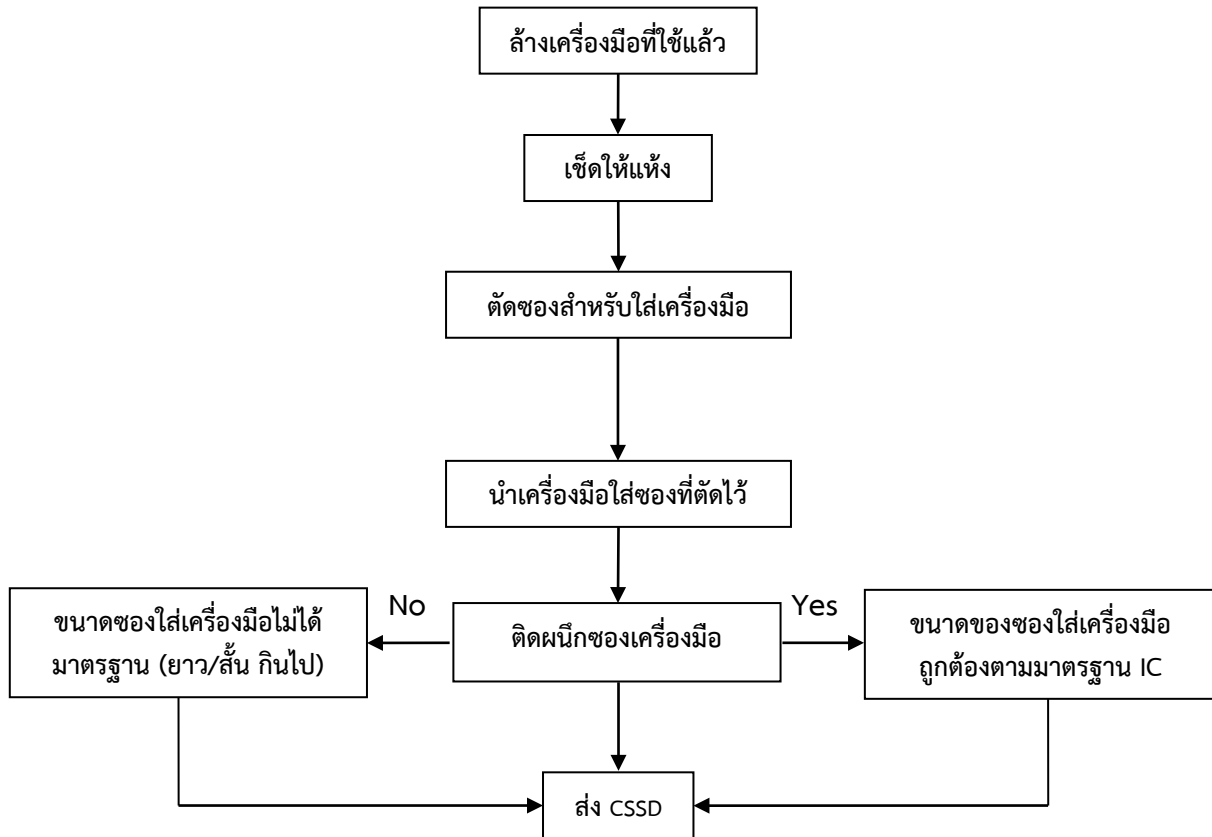 ล้างเครื่องมือที่ใช้แล้ว
เช็ดให้แห้ง
ตัดซองสำหรับใส่เครื่องมือ
นำเครื่องมือใส่ซองที่ตัดไว้
ขนาดซองใส่เครื่องมือไม่ได้
มาตรฐาน (ยาว/สั้น กินไป)
No
ติดผนึกซองเครื่องมือ
Yes
ขนาดของซองใส่เครื่องมือ
ถูกต้องตามมาตรฐาน IC
ส่ง CSSD